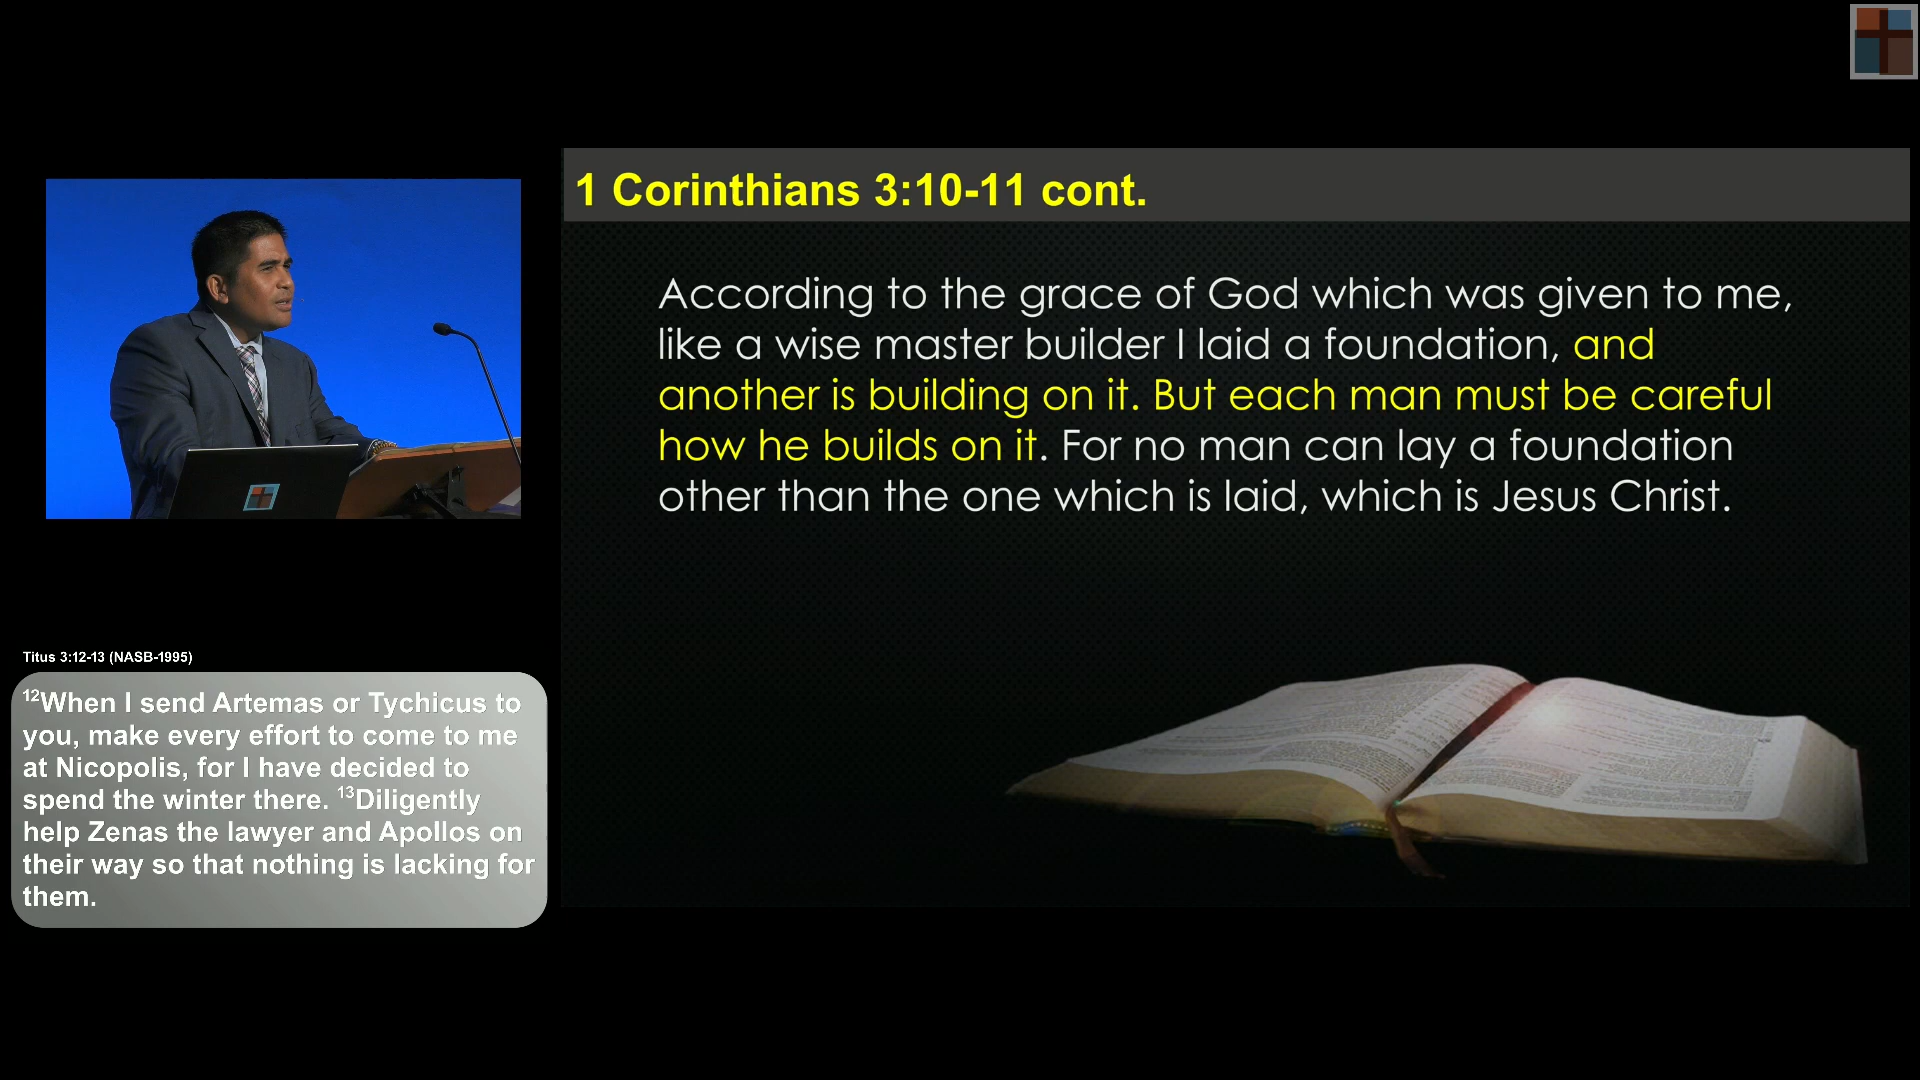 1 Corinthians 3:10-11 cont.
According to the grace of God which was given to me,
like a wise master builder I laid a foundation, and
another is building on it. But each man must be careful
how he builds on it. For no man can lay a foundation
other than the one which is laid, which is Jesus Christ.
Titus 3:12-13 (NASB-1995)
12When I send Artemas or Tychicus to
you, make every effort to come to me
at Nicopolis, for I have decided to
spend the winter there. 13Diligently
help Zenas the lawyer and Apollos on
their way so that nothing is lacking for
them.